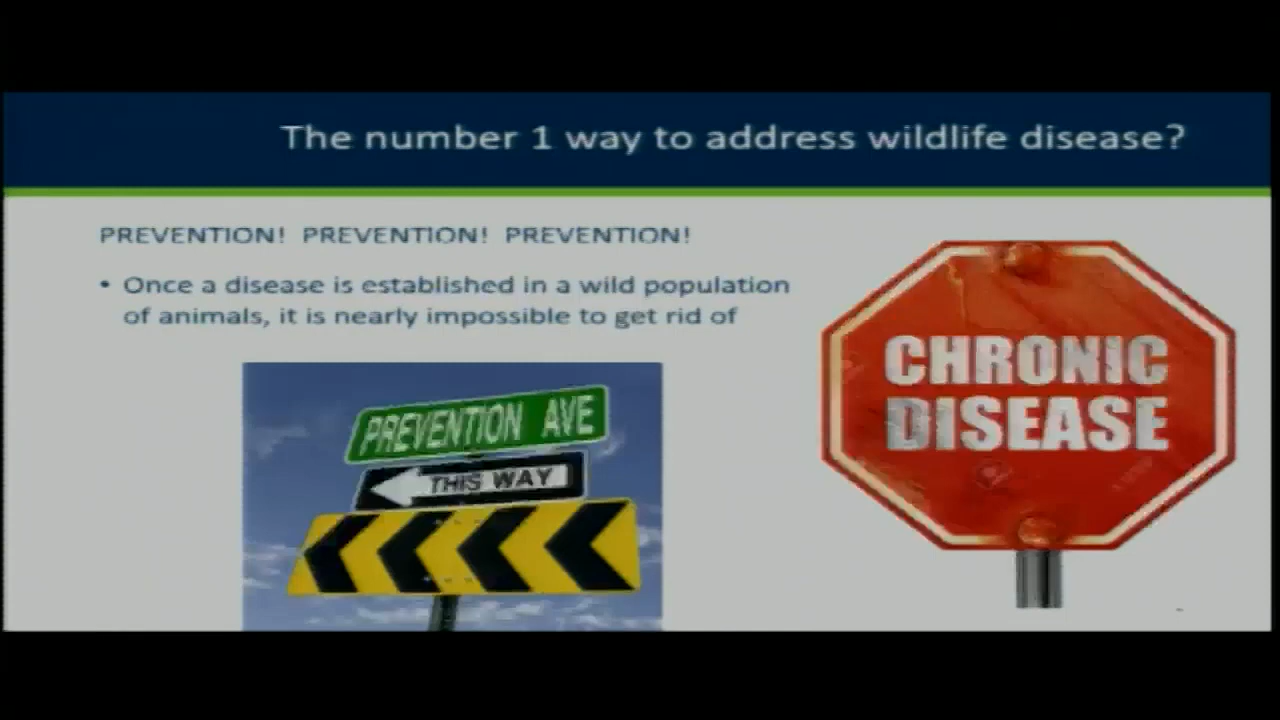 The number 1 way to address wildlife disease?
PREVENTION! PREVENTION! PREVENTION!
• Once a disease is established in a wild population
of animals, it is nearly impossible to get rid of
PREVENTION AVE
THIS WAY
CHRONIC
DISEASE